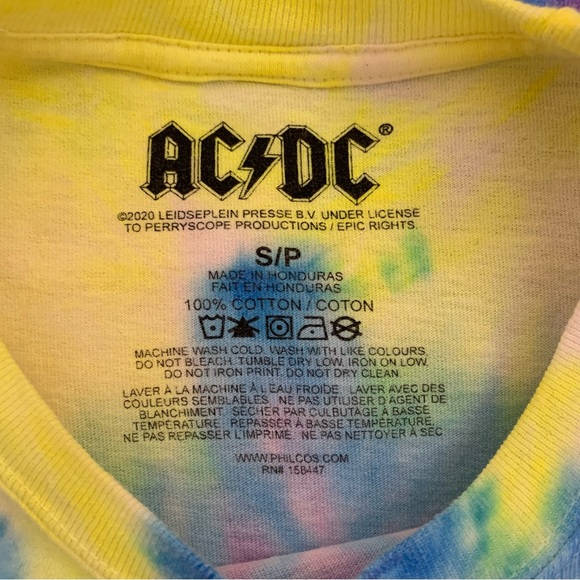 AC⚡DC®
©2020 LEIDSEPLEIN PRESSE B.V. UNDER LICENSE
TO PERRYSCOPE PRODUCTIONS / EPIC RIGHTS.
S/P
MADE IN HONDURAS
FAIT EN HONDURAS
100% COTTON / COTON
MACHINE WASH COLD. WASH WITH LIKE COLOURS.
DO NOT BLEACH. TUMBLE DRY LOW. IRON ON LOW.
DO NOT IRON PRINT. DO NOT DRY CLEAN.
LAVER À LA MACHINE À L'EAU FROIDE. LAVER AVEC DES
COULEURS SEMBLABLES. NE PAS UTILISER D'AGENT DE
BLANCHIMENT. SÉCHER PAR CULBUTAGE À BASSE
TEMPÉRATURE. REPASSER À BASSE TEMPÉRATURE.
NE PAS REPASSER L'IMPRIME. NE PAS NETTOYER À SEC
WWW.PHILCOS.COM
RN# 158447